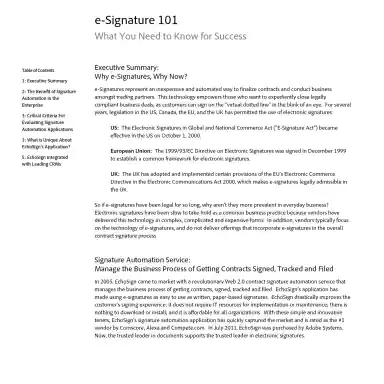 e-Signature 101
What You Need to Know for Success
Table of Contents
1: Executive Summary
2: The Benefit of Signature
Automation in the
Enterprise
3: Critical Criteria For
Evaluating Signature
Automation Applications
3: What is Unique About
EchoSign's Application?
5: EchoSign Integrated
with Leading CRMs
Executive Summary:
Why e-Signatures, Why Now?
e-Signatures represent an inexpensive and automated way to finalize contracts and conduct business
amongst trading partners. This technology empowers those who want to expediently close legally
compliant business deals, as customers can sign on the "virtual dotted line" in the blink of an eye. For several
years, legislation in the US, Canada, the EU, and the UK has permitted the use of electronic signatures:
US: The Electronic Signatures in Global and National Commerce Act ("E-Signature Act") became
effective in the US on October 1, 2000.
European Union: The 1999/93/EC Directive on Electronic Signatures was signed in December 1999
to establish a common framework for electronic signatures.
UK: The UK has adopted and implemented certain provisions of the EU's Electronic Commerce
Directive in the Electronic Communications Act 2000, which makes e-signatures legally admissible in
the UK.
So if e-signatures have been legal for so long, why aren't they more prevalent in everyday business?
Electronic signatures have been slow to take hold as a common business practice because vendors have
delivered this technology in complex, complicated and expensive forms. In addition, vendors typically focus
on the technology of e-signatures, and do not deliver offerings that incorporate e-signatures in the overall
contract signature process.
Signature Automation Service:
Manage the Business Process of Getting Contracts Signed, Tracked and Filed
In 2005, EchoSign came to market with a revolutionary Web 2.0 contract signature automation service that
manages the business process of getting contracts, signed, tracked and filed. EchoSign's application has
made using e-signatures as easy to use as written, paper-based signatures. EchoSign drastically improves the
customer's signing experience; it does not require IT resources for implementation or maintenance; there is
nothing to download or install; and it is affordable for all organizations. With these simple and innovative
tenets, EchoSign's signature automation application has quickly captured the market and is rated as the #1
vendor by Comscore, Alexa and Compete.com. In July 2011, EchoSign was purchased by Adobe Systems.
Now, the trusted leader in documents supports the trusted leader in electronic signatures.